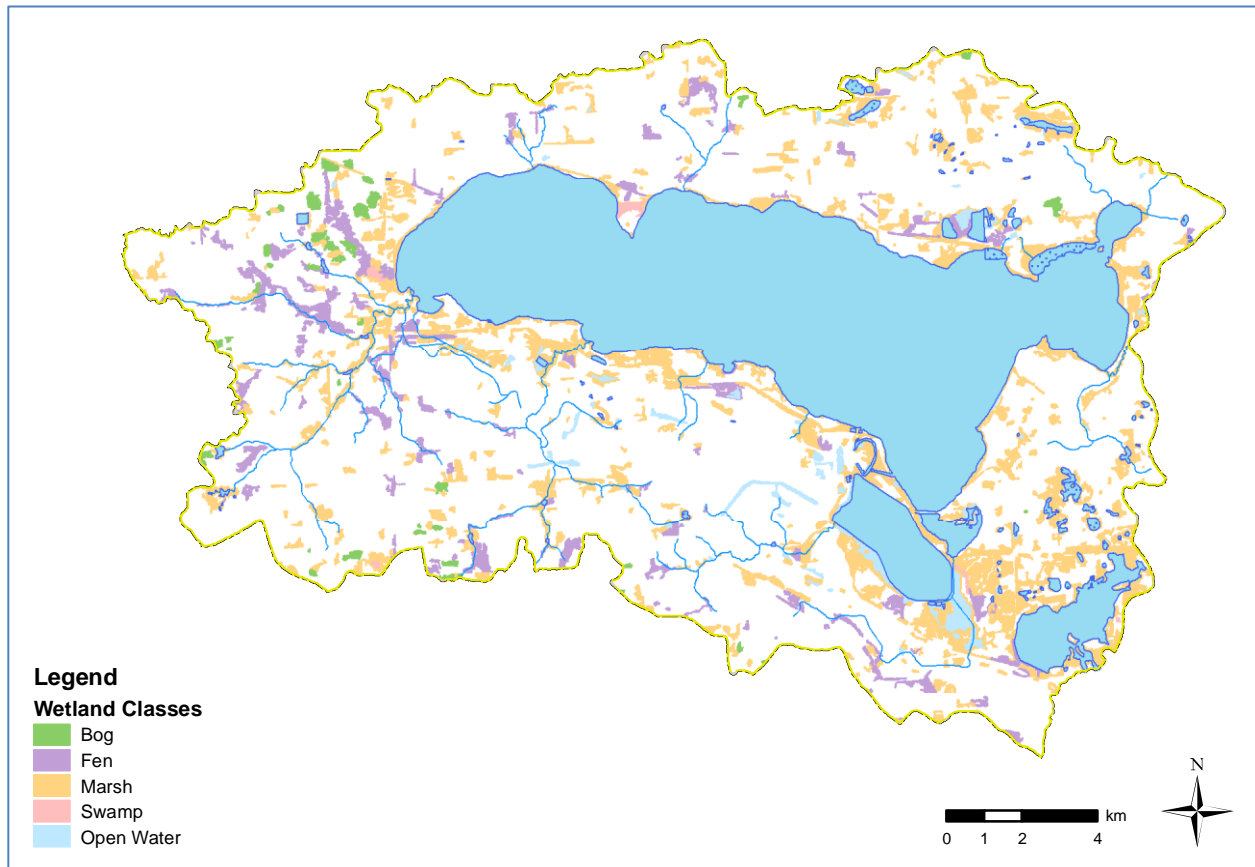 Legend
Wetland Classes
Bog
Fen
Marsh
Swamp
Open Water
N
km
0 1 2 4